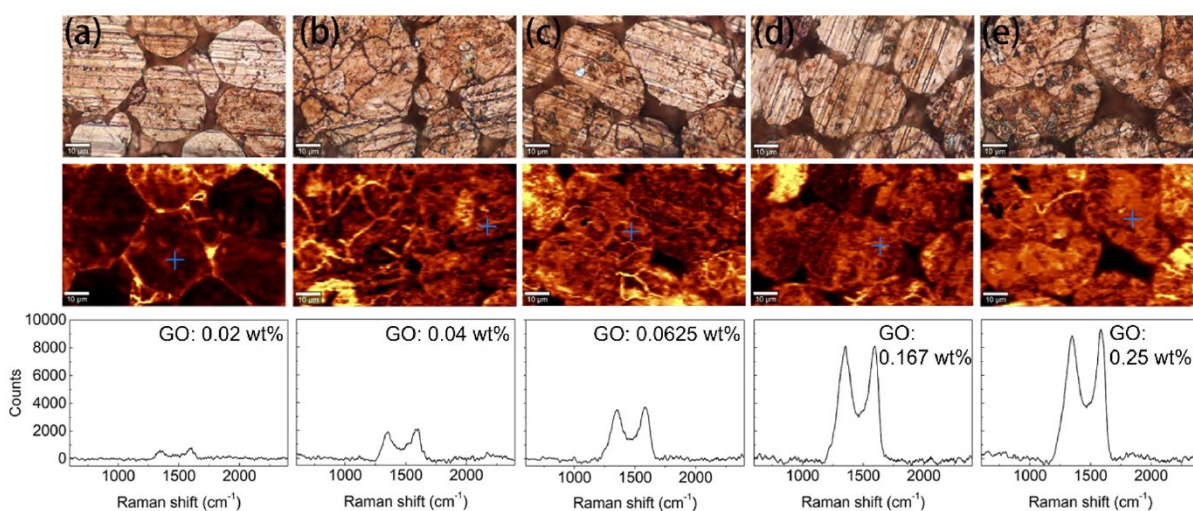 (a)
(b)
(c)
(d)
(e)
10 μm
10 μm
10 μm
10 μm
10 μm
10 μm
10 μm
10 μm
10 μm
10 μm
10000
8000
6000
4000
2000
0
Counts
GO: 0.02 wt%
GO: 0.04 wt%
GO: 0.0625 wt%
GO:
0.167 wt%
GO:
0.25 wt%
1000 1500 2000
1000 1500 2000
1000 1500 2000
1000 1500 2000
1000 1500 2000
Raman shift (cm⁻¹)
Raman shift (cm⁻¹)
Raman shift (cm⁻¹)
Raman shift (cm⁻¹)
Raman shift (cm⁻¹)